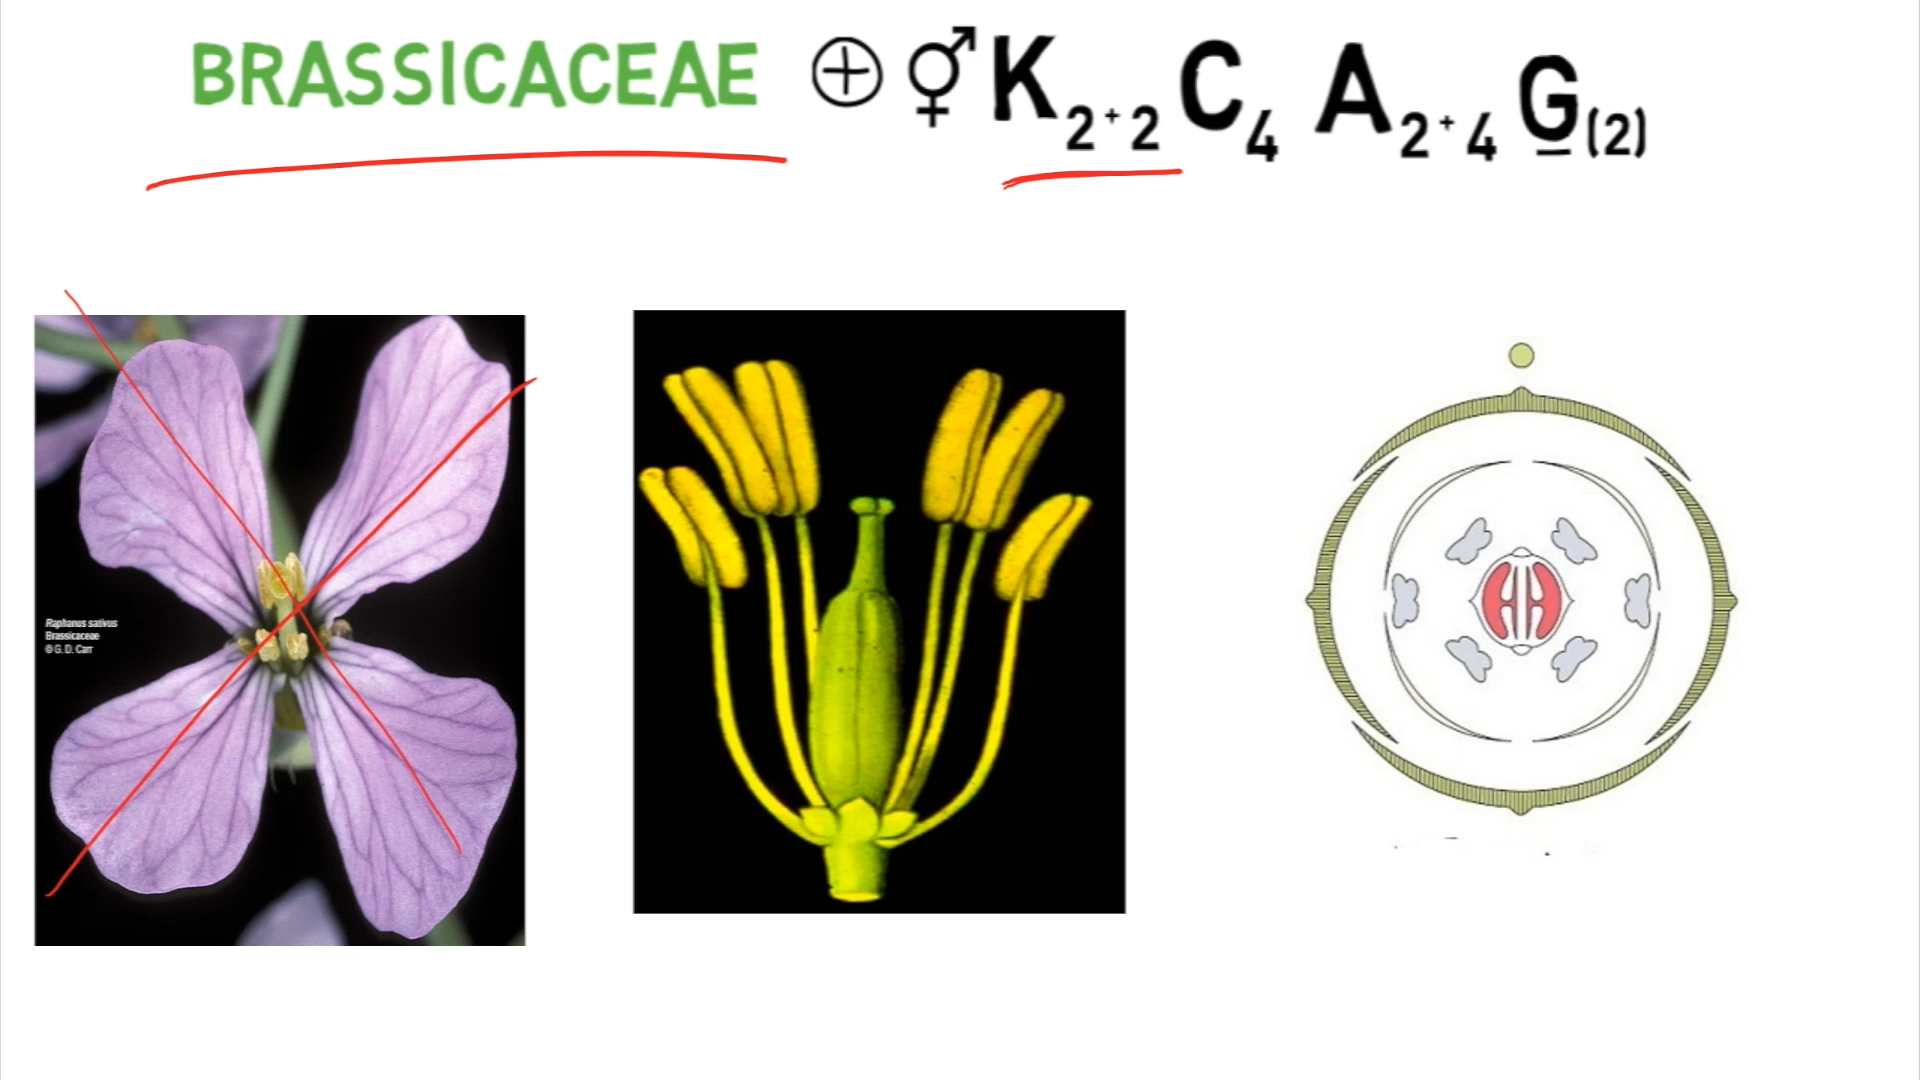 BRASSICACEAE ⊕ ⚥ K2+2 C4 A2+4 G(2)
Raphanus sativus
Brassicaceae
© G. D. Carr